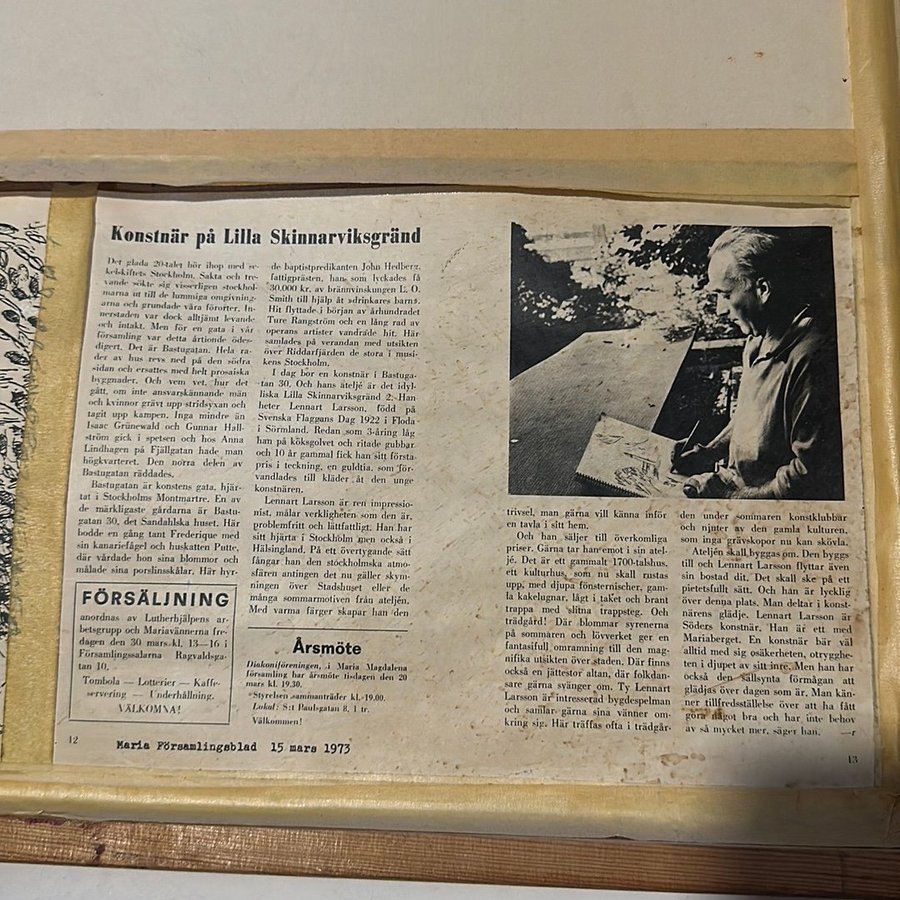 Konstnär på Lilla Skinnarviksgränd
Det glada 20-talet hör ihop med se-
kelskiftets Stockholm. Sakta och tre-
vande sökte sig visserligen stockhol-
marna ut till de lummiga omgivning-
arna och grundade våra förorter. In-
nerstaden var dock alltjämt levande
och intakt. Men för en gata i vår
församling var detta årtionde ödes-
digert. Det är Bastugatan. Hela ra-
der av hus revs ned på den södra
sidan och ersattes med helt prosaiska
byggnader. Och vem vet, hur det
gått, om inte ansvarskännande män
och kvinnor grävt upp stridsyxan och
tagit upp kampen. Inga mindre än
Isaac Grünewald och Gunnar Hall-
ström gick i spetsen och hos Anna
Lindhagen på Fjällgatan hade man
högkvarteret. Den norra delen av
Bastugatan räddades.
Bastugatan är konstens gata, hjär-
tat i Stockholms Montmartre. En av
de märkligaste gårdarna är Bastu-
gatan 30, det Sandahlska huset. Här
bodde en gång tant Frederique med
sin kanariefågel och huskatten Putte,
där vårdade hon sina blommor och
målade sina porslinsskålar. Här hyr-
de baptistpredikanten John Hedberg,
fattigprästen, han som lyckades få
30.000 kr. av brännvinskungen L. O.
Smith till hjälp åt »drinkares barn».
Hit flyttade i början av århundradet
Ture Rangström och en lång rad av
operans artister vandrade hit. Här
samlades på verandan med utsikten
över Riddarfjärden de stora i musi-
kens Stockholm.
I dag bor en konstnär i Bastuga-
tan 30. Och hans ateljé är det idyl-
liska Lilla Skinnarviksgränd 2. Han
heter Lennart Larsson, född på
Svenska Flaggans Dag 1922 i Floda
i Sörmland. Redan som 3-åring låg
han på köksgolvet och ritade gubbar
och 10 år gammal fick han sitt första
pris i teckning, en guldtia, som för-
vandlades till kläder åt den unge
konstnären.
Lennart Larsson är ren impressio-
nist, målar verkligheten som den är,
problemfritt och lättfattligt. Han har
sitt hjärta i Stockholm men också i
Hälsingland. På ett övertygande sätt
fångar han den stockholmska atmo-
sfären antingen det nu gäller skym-
ningen över Stadshuset eller de
många sommarmotiven från ateljén.
Med varma färger skapar han den
trivsel, man gärna vill känna inför
en tavla i sitt hem.
Och han säljer till överkomliga
priser. Gärna tar han emot i sin atel-
jé. Det är ett gammalt 1700-talshus,
ett kulturhus, som nu skall rustas
upp, med djupa fönsternischer, gam-
la kakelugnar, lågt i taket och brant
trappa med slitna trappsteg. Och
trädgård! Där blommar syrenerna
på sommaren och lövverket ger en
fantasifull omramning till den mag-
nifika utsikten över staden. Där finns
också en jättestor altan, där folkdan-
sare gärna svänger om. Ty Lennart
Larsson är intresserad bygdespelman
och samlar gärna sina vänner om-
kring sig. Här träffas ofta i trädgår-
den under sommaren konstklubbar
och njuter av den gamla kulturen,
som inga grävskopor nu kan skövla.
Ateljén skall byggas om. Den byggs
till och Lennart Larsson flyttar även
sin bostad dit. Det skall ske på ett
pietetsfullt sätt. Och han är lycklig
över denna plats. Man deltar i konst-
närens glädje. Lennart Larsson är
Söders konstnär. Han är ett med
Mariaberget. En konstnär bär väl
alltid med sig osäkerheten, otrygghe-
ten i djupet av sitt inre. Men han har
också den sällsynta förmågan att
glädjas över dagen som är. Man kän-
ner tillfredsställelse över att ha fått
göra något bra och har inte behov
av så mycket mer, säger han. —r
FÖRSÄLJNING
anordnas av Lutherhjälpens ar-
betsgrupp och Mariavännerna fre-
dagen den 30 mars kl. 13—16 i
Församlingssalarna Ragvaldsga-
tan 10.
Tombola — Lotterier — Kaffe-
servering — Underhållning.
VÄLKOMNA!
Årsmöte
Diakoniföreningen i Maria Magdalena
församling har årsmöte tisdagen den 20
mars kl. 19.30.
Styrelsen sammanträder kl. 19.00.
Lokal: S:t Paulsgatan 8, 1 tr.
Välkommen!
12
Maria Församlingsblad 15 mars 1973
13